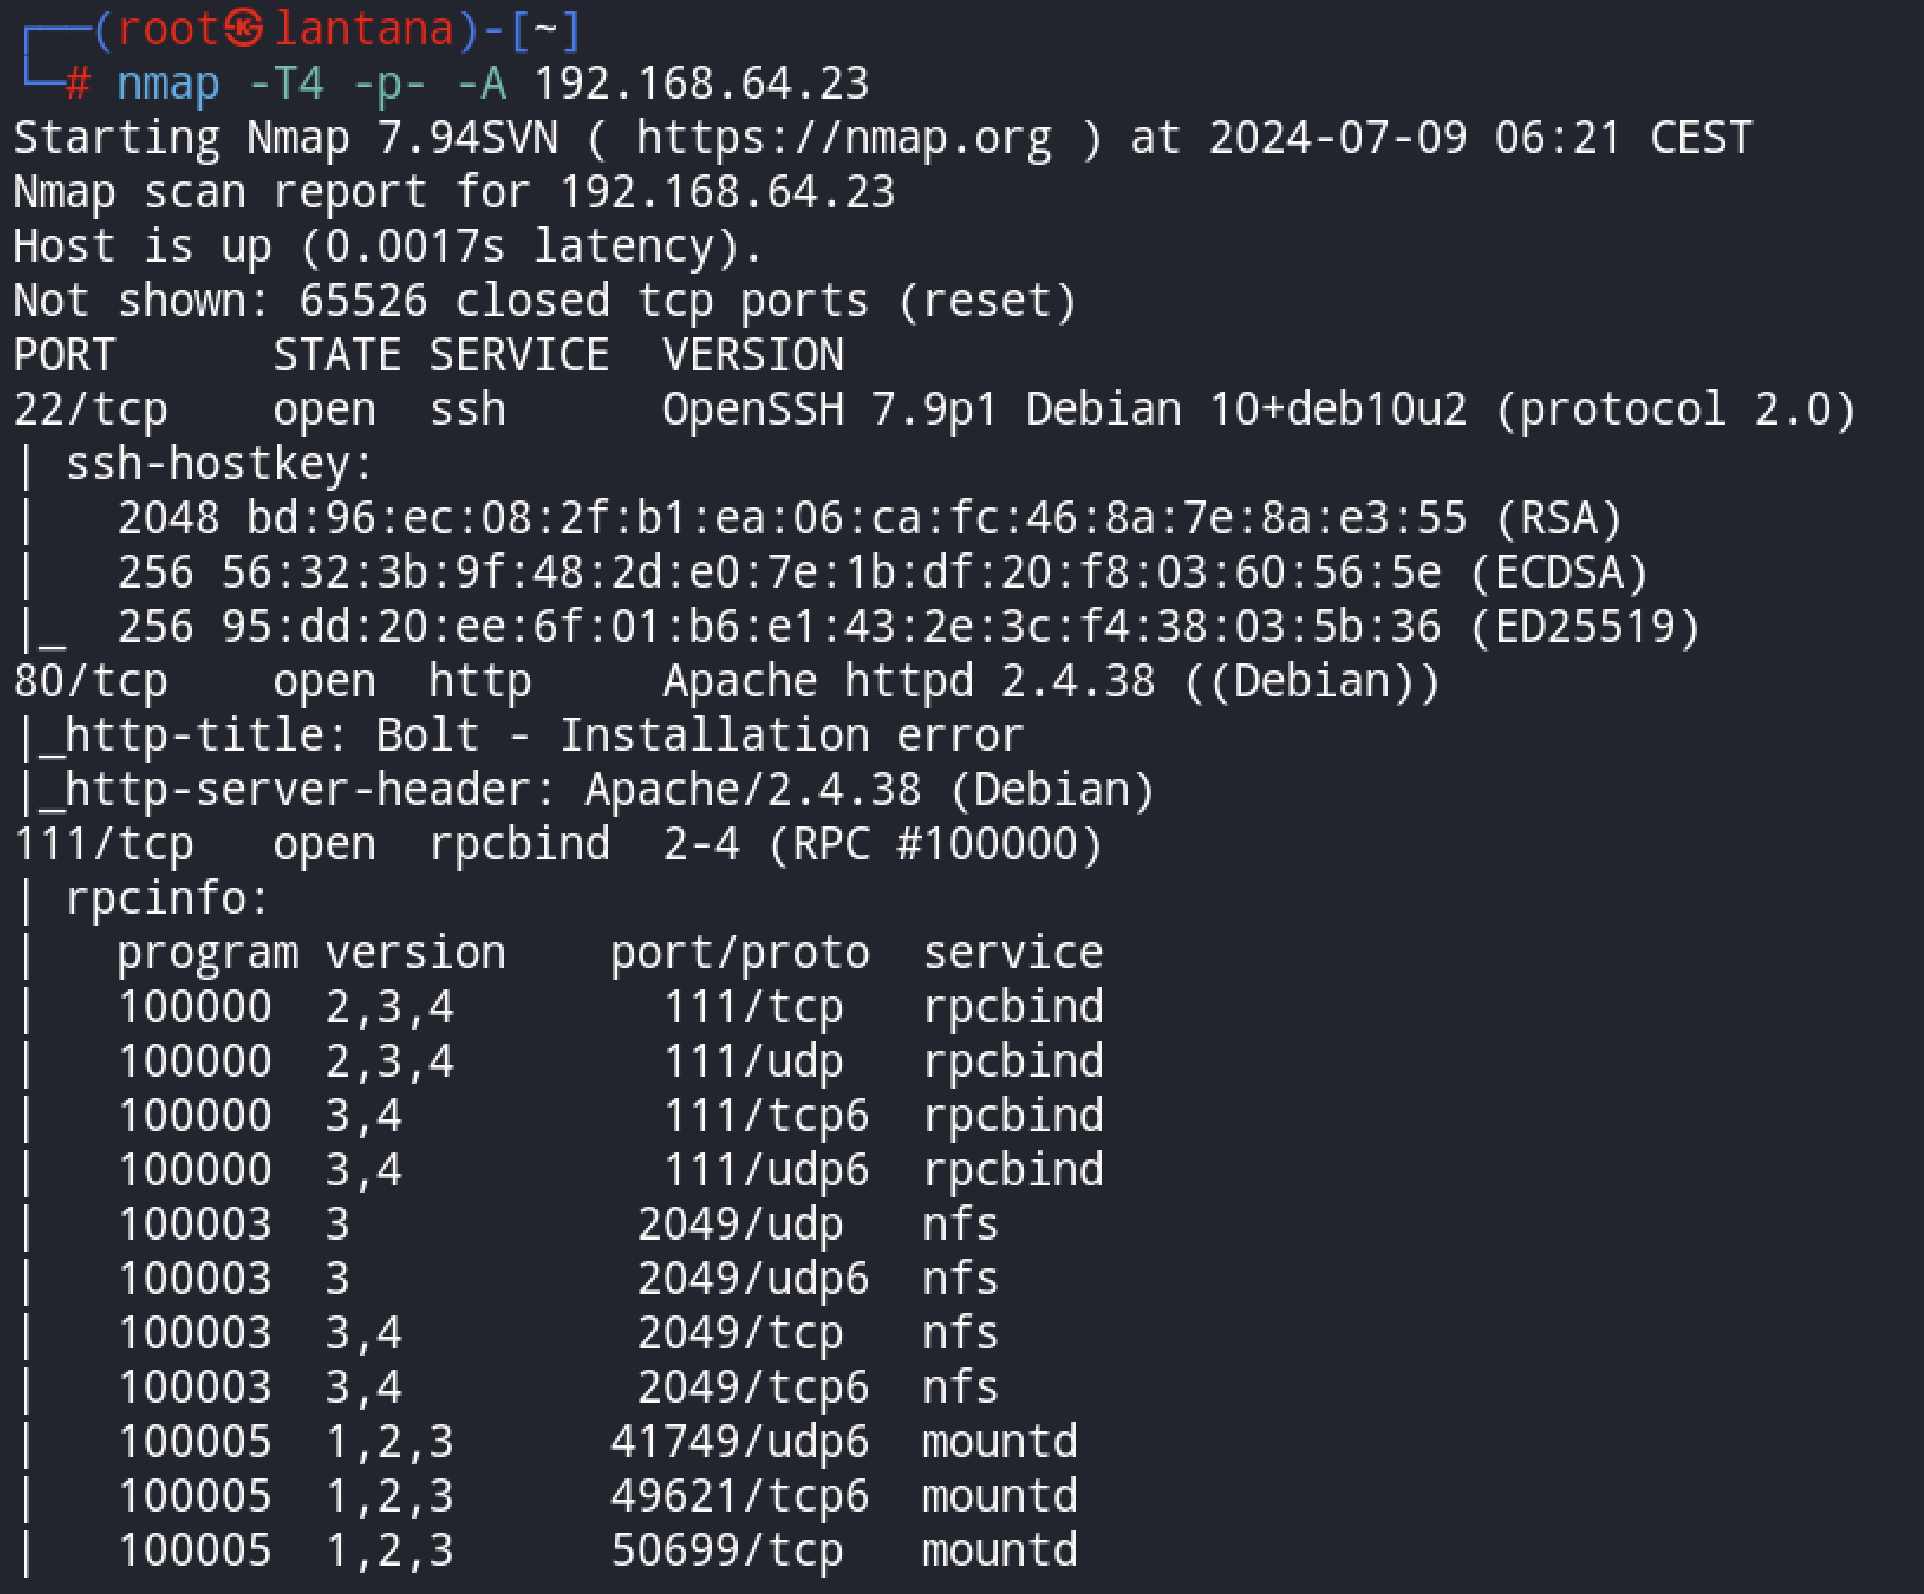 ┌──(root㉿lantana)-[~]
└─# nmap -T4 -p- -A 192.168.64.23
Starting Nmap 7.94SVN ( https://nmap.org ) at 2024-07-09 06:21 CEST
Nmap scan report for 192.168.64.23
Host is up (0.0017s latency).
Not shown: 65526 closed tcp ports (reset)
PORT      STATE SERVICE  VERSION
22/tcp    open  ssh      OpenSSH 7.9p1 Debian 10+deb10u2 (protocol 2.0)
| ssh-hostkey:
|   2048 bd:96:ec:08:2f:b1:ea:06:ca:fc:46:8a:7e:8a:e3:55 (RSA)
|   256 56:32:3b:9f:48:2d:e0:7e:1b:df:20:f8:03:60:56:5e (ECDSA)
|_  256 95:dd:20:ee:6f:01:b6:e1:43:2e:3c:f4:38:03:5b:36 (ED25519)
80/tcp    open  http     Apache httpd 2.4.38 ((Debian))
|_http-title: Bolt - Installation error
|_http-server-header: Apache/2.4.38 (Debian)
111/tcp   open  rpcbind  2-4 (RPC #100000)
| rpcinfo:
|   program version    port/proto  service
|   100000  2,3,4        111/tcp   rpcbind
|   100000  2,3,4        111/udp   rpcbind
|   100000  3,4          111/tcp6  rpcbind
|   100000  3,4          111/udp6  rpcbind
|   100003  3           2049/udp   nfs
|   100003  3           2049/udp6  nfs
|   100003  3,4         2049/tcp   nfs
|   100003  3,4         2049/tcp6  nfs
|   100005  1,2,3      41749/udp6  mountd
|   100005  1,2,3      49621/tcp6  mountd
|   100005  1,2,3      50699/tcp   mountd